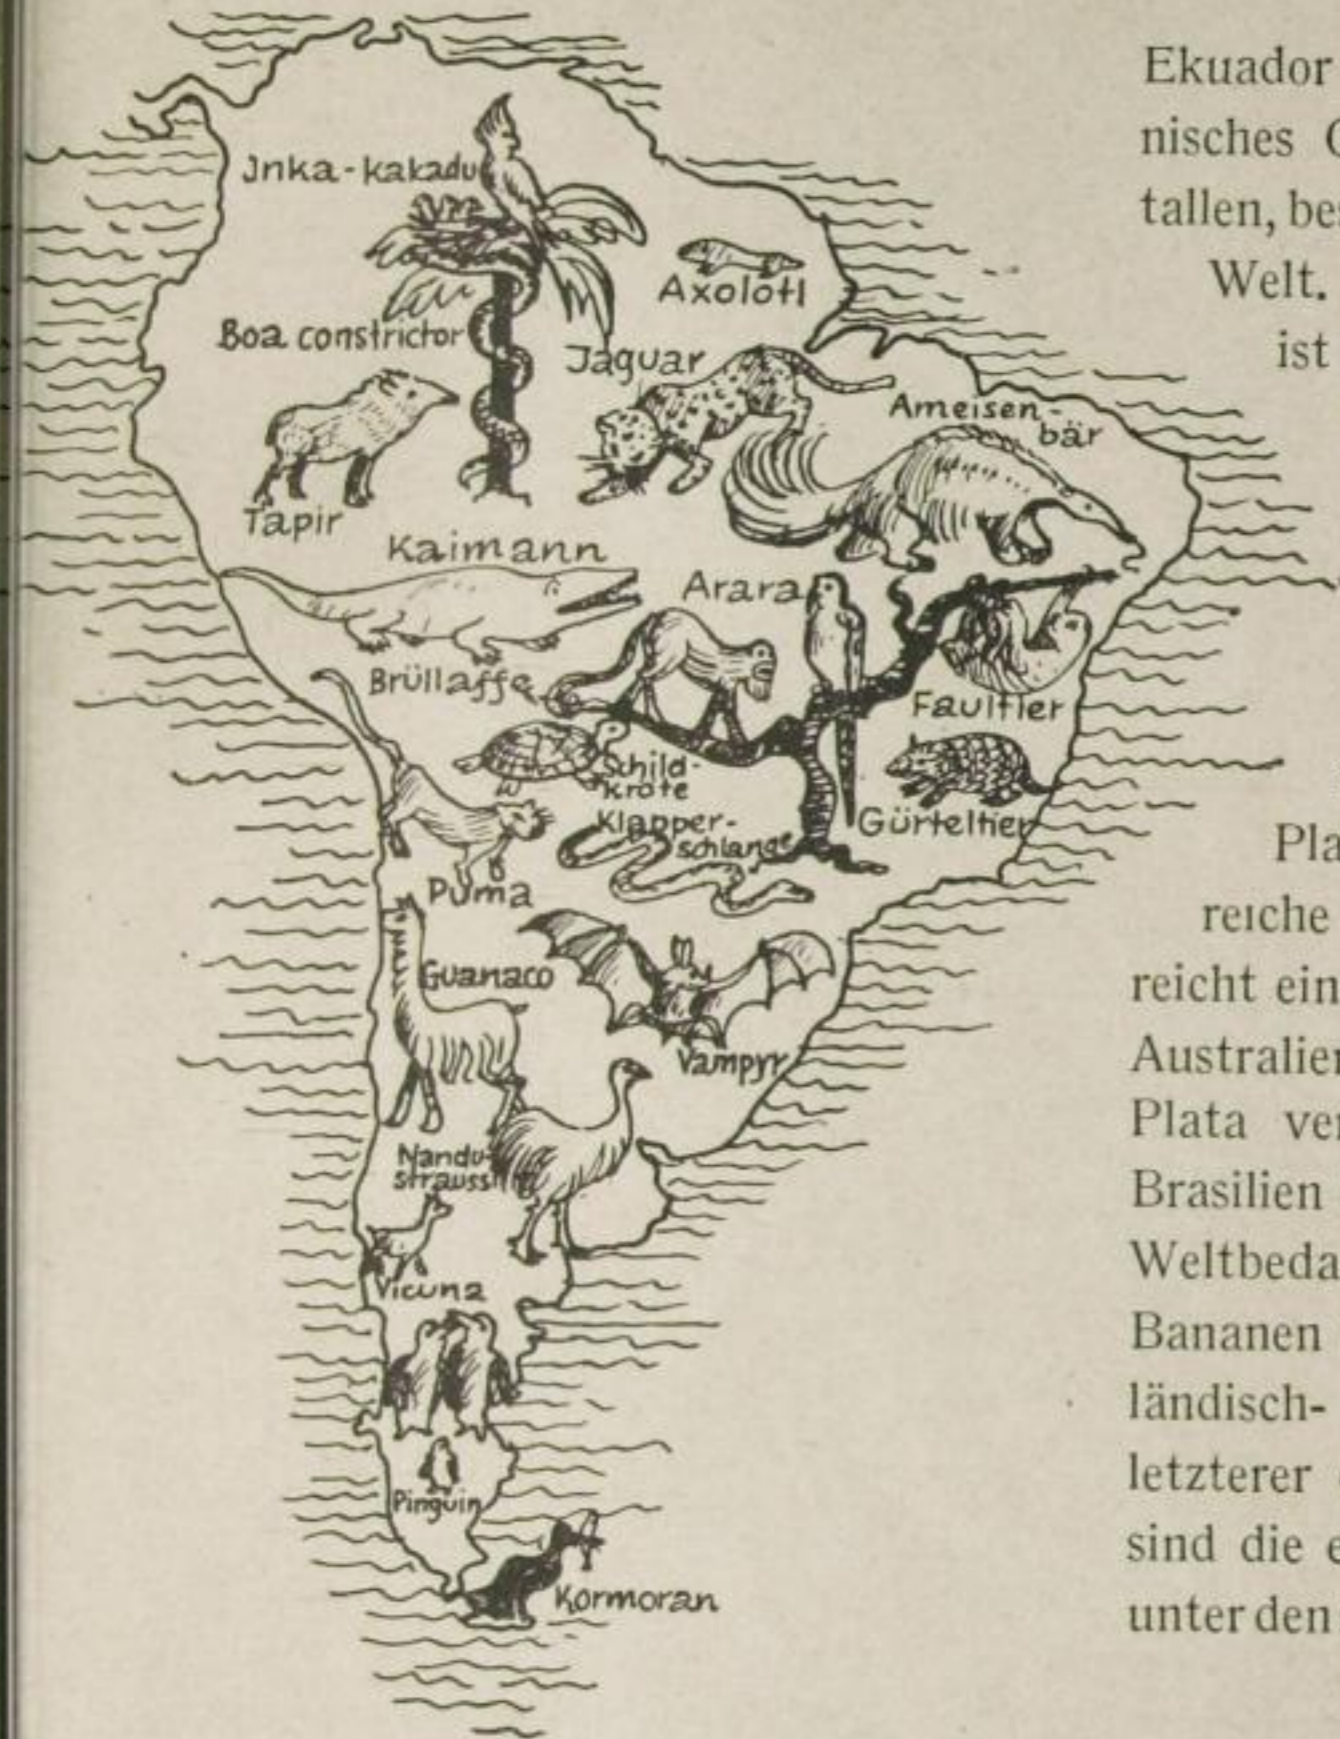 Jnka-kakadu
Axolotl
Boa constrictor
Jaguar
Ameisen-
bär
Tapir
Kaimann
Arara
Brüllaffe
Faultier
Schild-
kröte
Klapper-
schlange
Gürteltier
Puma
Guanaco
Vampyr
Nandu-
strauss
Vicuna
Pinguin
Kormoran
Ekuador
nisches
tallen, bes
Welt.
ist
Pla
reiche
reicht ein
Australien
Plata ver
Brasilien
Weltbeda
Bananen
ländisch-
letzterer
sind die e
unter den